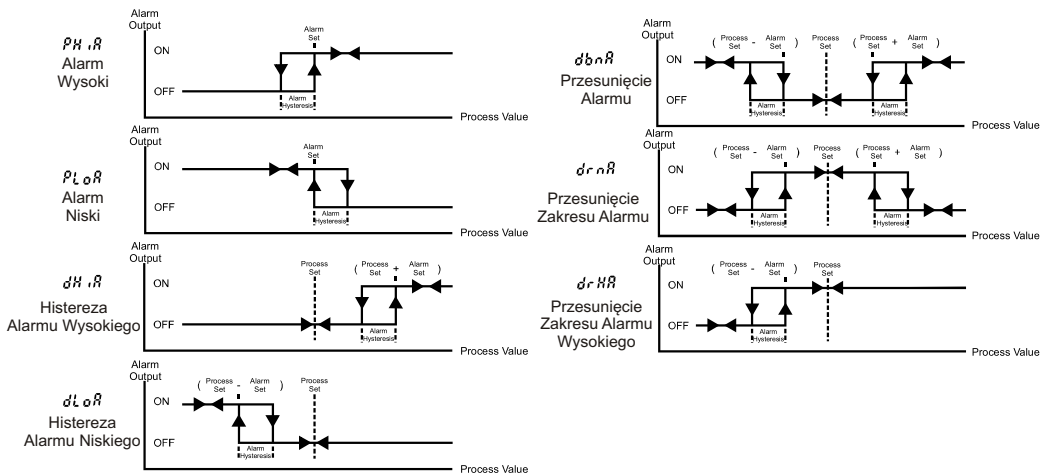 Alarm
Output
PHiA
Alarm
Wysoki
ON
OFF
Alarm
Set
Alarm
Hysteresis
Process Value
Alarm
Output
PLoA
Alarm
Niski
ON
OFF
Alarm
Set
Alarm
Hysteresis
Process Value
Alarm
Output
dHiA
Histereza
Alarmu Wysokiego
ON
OFF
Process
Set
( Process Set + Alarm Set )
Alarm
Hysteresis
Process Value
Alarm
Output
dLoA
Histereza
Alarmu Niskiego
ON
OFF
( Process Set - Alarm Set )
Process
Set
Alarm
Hysteresis
Process Value
Alarm
Output
dbnA
Przesunięcie
Alarmu
ON
OFF
( Process Set - Alarm Set )
Process
Set
( Process Set + Alarm Set )
Alarm
Hysteresis
Alarm
Hysteresis
Process Value
Alarm
Output
drnA
Przesunięcie
Zakresu Alarmu
ON
OFF
( Process Set - Alarm Set )
Process
Set
( Process Set + Alarm Set )
Alarm
Hysteresis
Alarm
Hysteresis
Process Value
Alarm
Output
drHA
Przesunięcie
Zakresu Alarmu
Wysokiego
ON
OFF
( Process Set - Alarm Set )
Process
Set
Alarm
Hysteresis
Process Value